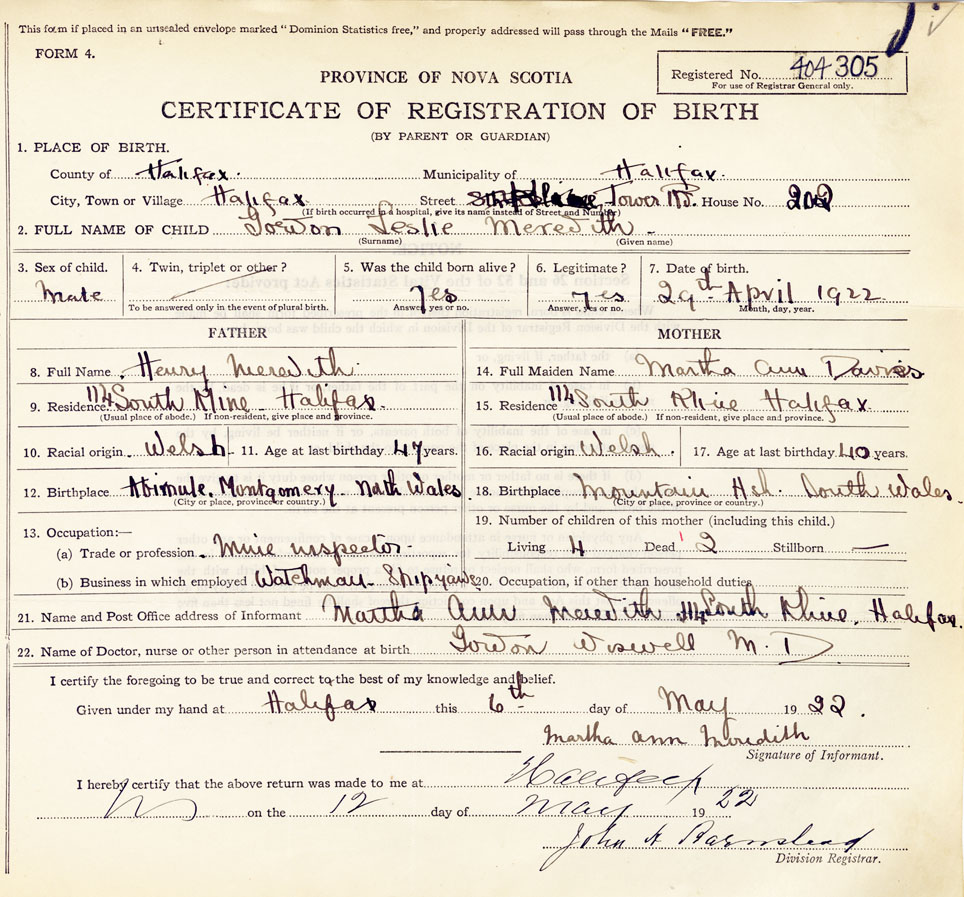 This form if placed in an unsealed envelope marked "Dominion Statistics free," and properly addressed will pass through the Mails "FREE."
FORM 4.
Registered No. 404305
For use of Registrar General only.
PROVINCE OF NOVA SCOTIA
CERTIFICATE OF REGISTRATION OF BIRTH
(BY PARENT OR GUARDIAN)
1. PLACE OF BIRTH.
County of Halifax. Municipality of Halifax.
City, Town or Village Halifax Street Tower Rd. House No. 202
(If birth occurred in a hospital, give its name instead of Street and Number)
2. FULL NAME OF CHILD Gowon Leslie Meredith
(Surname) (Given name)
3. Sex of child. 4. Twin, triplet or other? 5. Was the child born alive? 6. Legitimate? 7. Date of birth.
Male yes yes 29th April 1922
To be answered only in the event of plural birth. Answer, yes or no. Answer, yes or no. Month, day, year.
FATHER MOTHER
8. Full Name Henry Meredith 14. Full Maiden Name Martha Ann Davies
9. Residence 114 South Kline Halifax. 15. Residence 114 South Khine Halifax.
(Usual place of abode.) If non-resident, give place and province. (Usual place of abode.) If non-resident, give place and province.
10. Racial origin Welsh 11. Age at last birthday 47 years. 16. Racial origin Welsh. 17. Age at last birthday 40 years.
12. Birthplace Abirmule. Montgomery North Wales 18. Birthplace Mountain Ash. South Wales
(City or place, province or country.) (City or place, province or country.)
13. Occupation:— 19. Number of children of this mother (including this child.)
(a) Trade or profession Mine inspector Living 4 Dead 2 Stillborn —
(b) Business in which employed Watchman Shipyard 20. Occupation, if other than household duties
21. Name and Post Office address of Informant Martha Ann Meredith 114 South Khine. Halifax.
22. Name of Doctor, nurse or other person in attendance at birth Gowon Wiswell M. D
I certify the foregoing to be true and correct to the best of my knowledge and belief.
Given under my hand at Halifax this 6th day of May 1922.
Martha Ann Meredith
Signature of Informant.
I hereby certify that the above return was made to me at Halifax
on the 12 day of May 1922
John A Barnstead
Division Registrar.